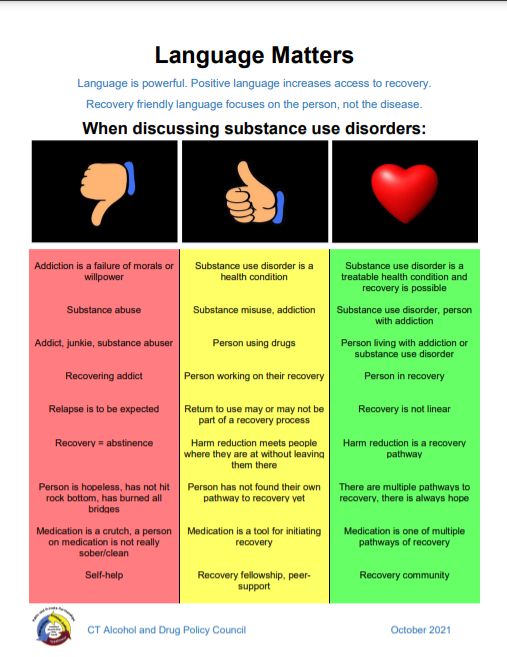 Language Matters
Language is powerful. Positive language increases access to recovery.
Recovery friendly language focuses on the person, not the disease.
When discussing substance use disorders:
Addiction is a failure of morals or
willpower
Substance use disorder is a
health condition
Substance use disorder is a
treatable health condition and
recovery is possible
Substance abuse
Substance misuse, addiction
Substance use disorder, person
with addiction
Addict, junkie, substance abuser
Person using drugs
Person living with addiction or
substance use disorder
Recovering addict
Person working on their recovery
Person in recovery
Relapse is to be expected
Return to use may or may not be
part of a recovery process
Recovery is not linear
Recovery = abstinence
Harm reduction meets people
where they are at without leaving
them there
Harm reduction is a recovery
pathway
Person is hopeless, has not hit
rock bottom, has burned all
bridges
Person has not found their own
pathway to recovery yet
There are multiple pathways to
recovery, there is always hope
Medication is a crutch, a person
on medication is not really
sober/clean
Medication is a tool for initiating
recovery
Medication is one of multiple
pathways of recovery
Self-help
Recovery fellowship, peer-
support
Recovery community
CT Alcohol and Drug Policy Council
October 2021